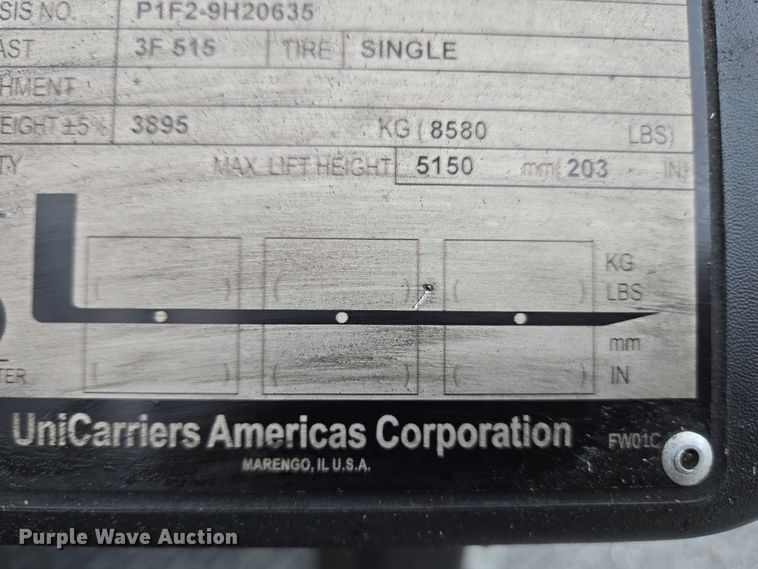 SIS NO. P1F2-9H20635
AST 3F 515 TIRE SINGLE
HMENT
EIGHT ±5% 3895 KG ( 8580 LBS)
TY MAX. LIFT HEIGHT 5150 mm( 203 IN)
KG
( ) ( ) ( ) LBS
mm
TER ( ) ( ) ( ) IN
UniCarriers Americas Corporation FW01C
MARENGO, IL U.S.A.
Purple Wave Auction